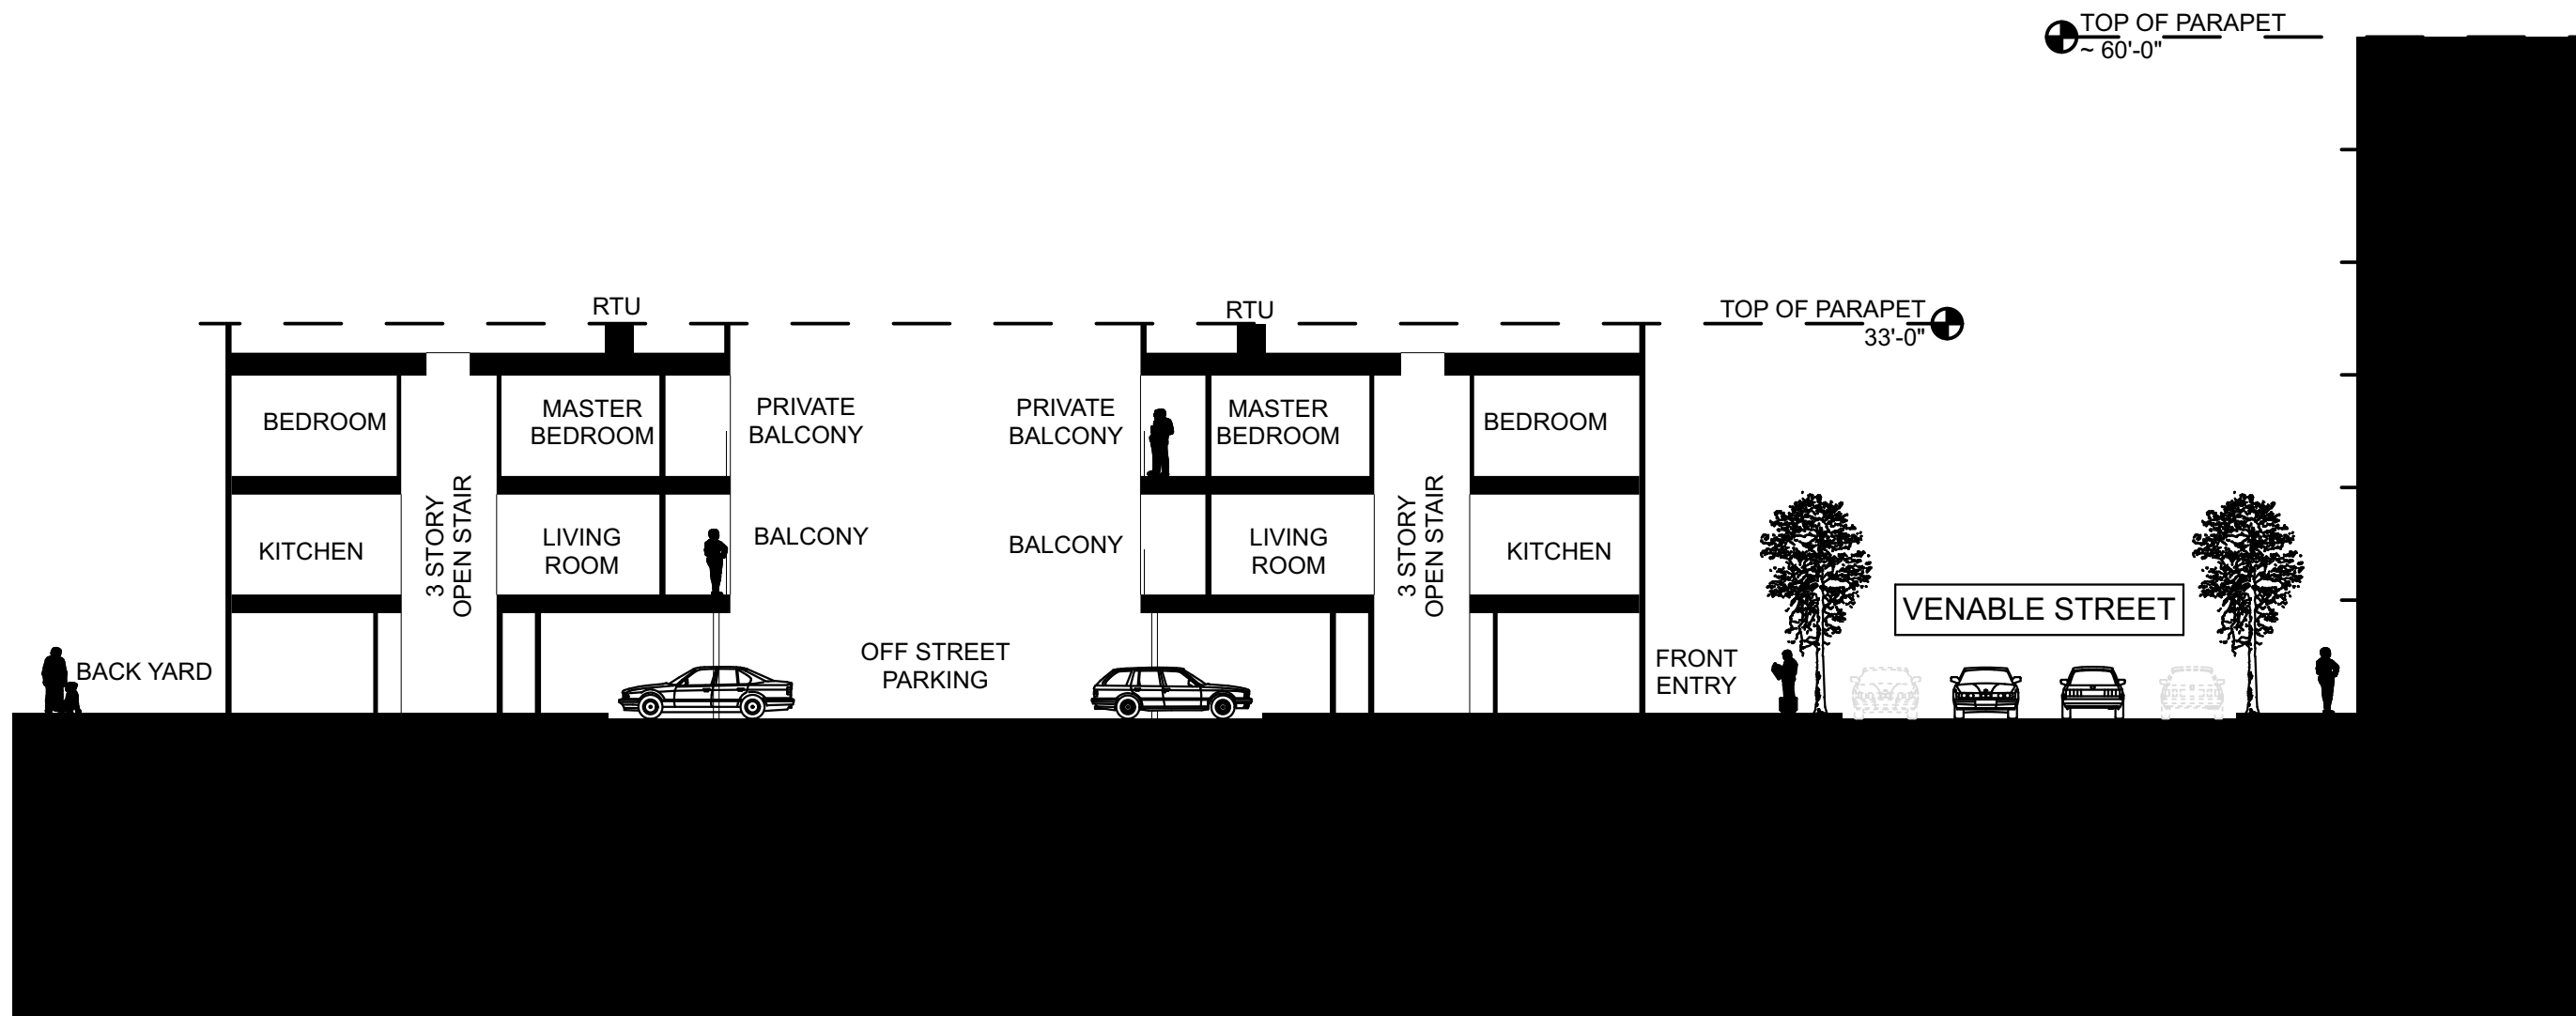 TOP OF PARAPET
~ 60'-0"
RTU
RTU
TOP OF PARAPET
33'-0"
BEDROOM
MASTER
BEDROOM
PRIVATE
BALCONY
PRIVATE
BALCONY
MASTER
BEDROOM
BEDROOM
3 STORY
OPEN STAIR
3 STORY
OPEN STAIR
KITCHEN
LIVING
ROOM
BALCONY
BALCONY
LIVING
ROOM
KITCHEN
VENABLE STREET
BACK YARD
OFF STREET
PARKING
FRONT
ENTRY